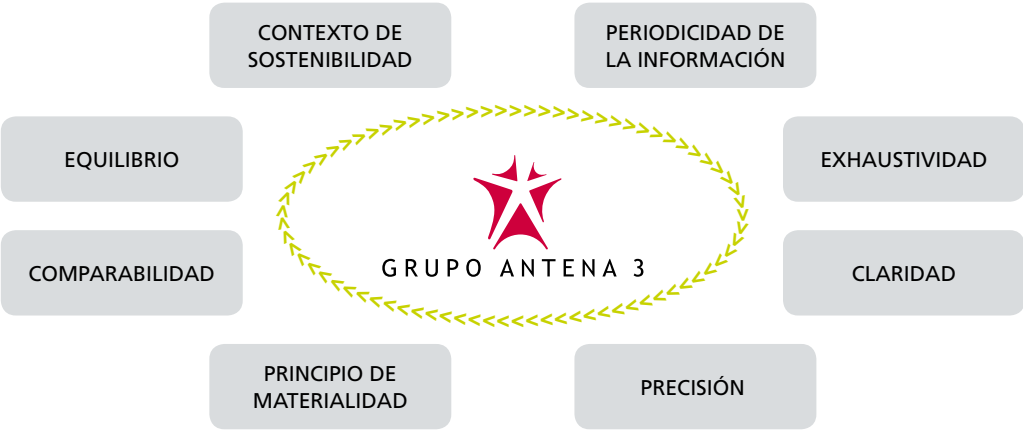 CONTEXTO DE
SOSTENIBILIDAD
PERIODICIDAD DE
LA INFORMACIÓN
EQUILIBRIO
EXHAUSTIVIDAD
COMPARABILIDAD
GRUPO ANTENA 3
CLARIDAD
PRINCIPIO DE
MATERIALIDAD
PRECISIÓN